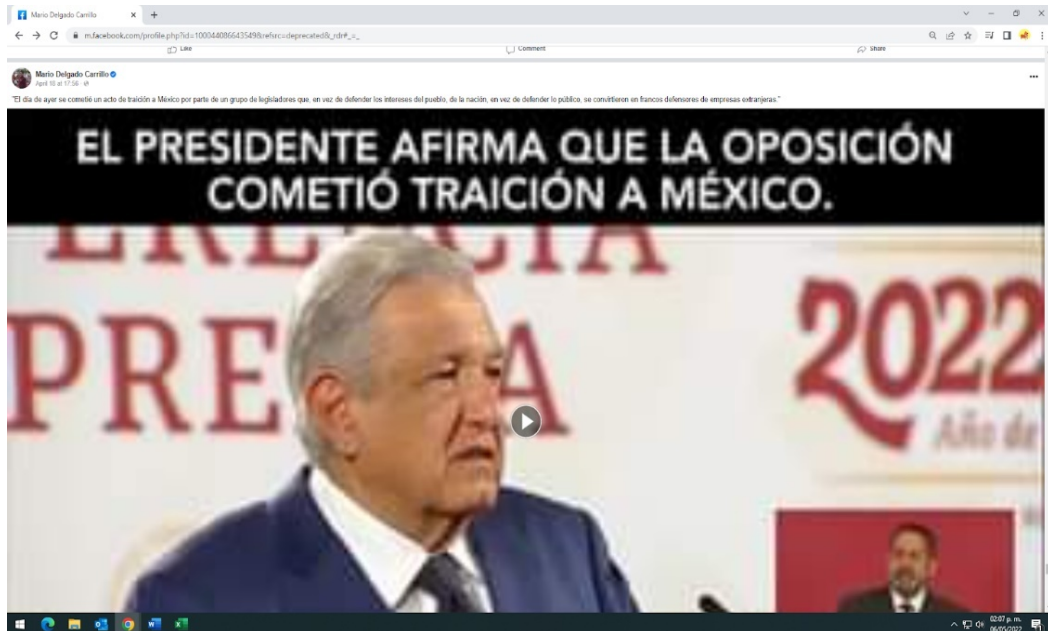 Mario Delgado Carrillo
m.facebook.com/profile.php?id=100044086643549&refsrc=deprecated&_rdr#_=_
Like Comment Share
Mario Delgado Carrillo
April 18 at 17:56
"El día de ayer se cometió un acto de traición a México por parte de un grupo de legisladores que, en vez de defender los intereses del pueblo, de la nación, en vez de defender lo público, se convirtieron en francos defensores de empresas extranjeras."
EL PRESIDENTE AFIRMA QUE LA OPOSICIÓN
COMETIÓ TRAICIÓN A MÉXICO.
2022
Año de
02:07 p. m.
06/05/2022